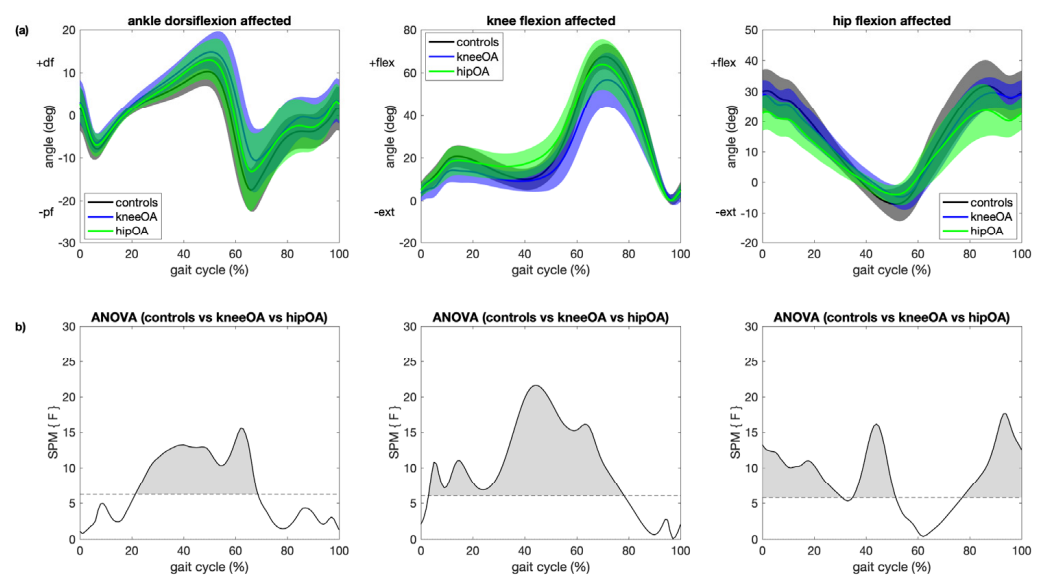 (a)
ankle dorsiflexion affected
20
+df
10
0
angle (deg)
-10
-pf
-20
-30
controls
kneeOA
hipOA
0 20 40 60 80 100
gait cycle (%)
knee flexion affected
80
+flex
60
40
angle (deg)
20
0
-ext
-20
controls
kneeOA
hipOA
0 20 40 60 80 100
gait cycle (%)
hip flexion affected
50
40
+flex
30
20
angle (deg)
10
0
-ext -10
-20
controls
kneeOA
hipOA
0 20 40 60 80 100
gait cycle (%)
b)
ANOVA (controls vs kneeOA vs hipOA)
30
25
20
15
SPM { F }
10
5
0
0 20 40 60 80 100
gait cycle (%)
ANOVA (controls vs kneeOA vs hipOA)
30
25
20
15
SPM { F }
10
5
0
0 20 40 60 80 100
gait cycle (%)
ANOVA (controls vs kneeOA vs hipOA)
30
25
20
15
SPM { F }
10
5
0
0 20 40 60 80 100
gait cycle (%)